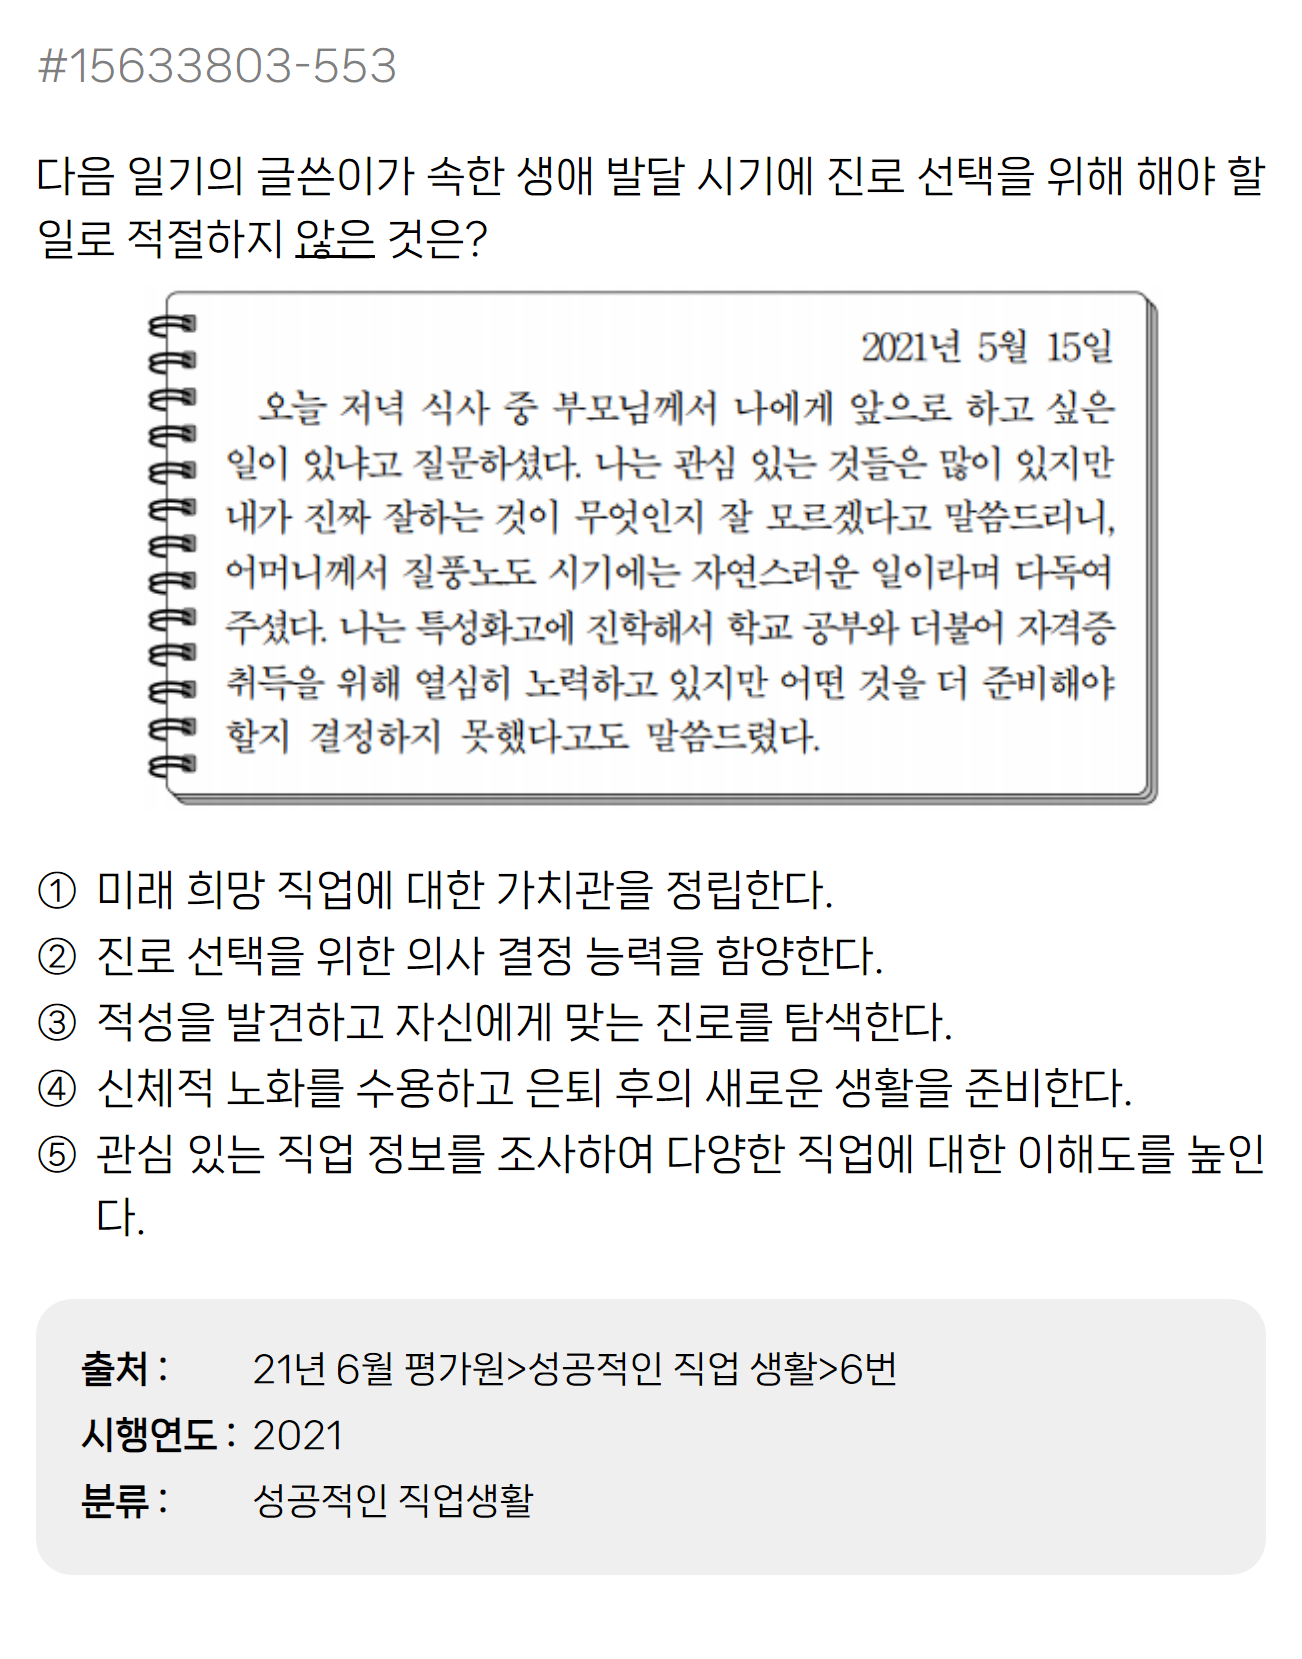 #15633803-553
다음 일기의 글쓴이가 속한 생애 발달 시기에 진로 선택을 위해 해야 할
일로 적절하지 않은 것은?
2021년 5월 15일
오늘 저녁 식사 중 부모님께서 나에게 앞으로 하고 싶은
일이 있냐고 질문하셨다. 나는 관심 있는 것들은 많이 있지만
내가 진짜 잘하는 것이 무엇인지 잘 모르겠다고 말씀드리니,
어머니께서 질풍노도 시기에는 자연스러운 일이라며 다독여
주셨다. 나는 특성화고에 진학해서 학교 공부와 더불어 자격증
취득을 위해 열심히 노력하고 있지만 어떤 것을 더 준비해야
할지 결정하지 못했다고도 말씀드렸다.
① 미래 희망 직업에 대한 가치관을 정립한다.
② 진로 선택을 위한 의사 결정 능력을 함양한다.
③ 적성을 발견하고 자신에게 맞는 진로를 탐색한다.
④ 신체적 노화를 수용하고 은퇴 후의 새로운 생활을 준비한다.
⑤ 관심 있는 직업 정보를 조사하여 다양한 직업에 대한 이해도를 높인
다.
출처 : 21년 6월 평가원>성공적인 직업 생활>6번
시행연도 : 2021
분류 : 성공적인 직업생활